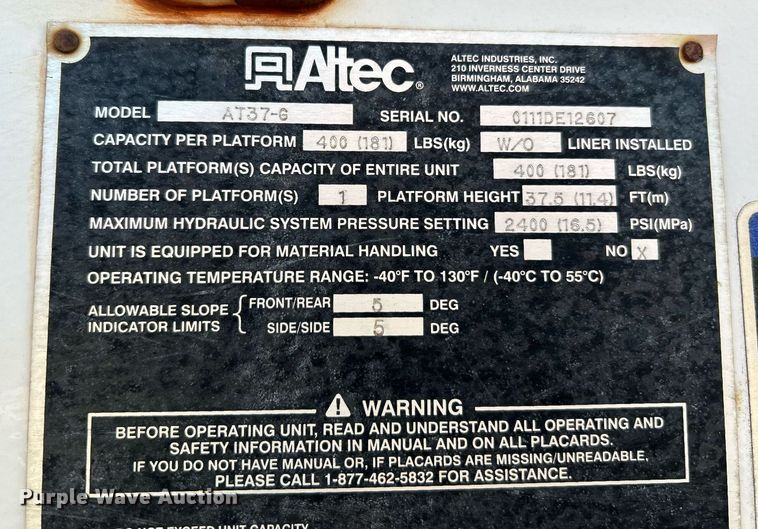 Altec®
ALTEC INDUSTRIES, INC.
210 INVERNESS CENTER DRIVE
BIRMINGHAM, ALABAMA 35242
WWW.ALTEC.COM
MODEL AT37-G SERIAL NO. 0111DE12607
CAPACITY PER PLATFORM 400 (181) LBS(kg) W/O LINER INSTALLED
TOTAL PLATFORM(S) CAPACITY OF ENTIRE UNIT 400 (181) LBS(kg)
NUMBER OF PLATFORM(S) 1 PLATFORM HEIGHT 37.5 (11.4) FT(m)
MAXIMUM HYDRAULIC SYSTEM PRESSURE SETTING 2400 (16.5) PSI(MPa)
UNIT IS EQUIPPED FOR MATERIAL HANDLING YES NO X
OPERATING TEMPERATURE RANGE: -40°F TO 130°F / (-40°C TO 55°C)
ALLOWABLE SLOPE INDICATOR LIMITS { FRONT/REAR 5 DEG
SIDE/SIDE 5 DEG
⚠ WARNING
BEFORE OPERATING UNIT, READ AND UNDERSTAND ALL OPERATING AND
SAFETY INFORMATION IN MANUAL AND ON ALL PLACARDS.
IF YOU DO NOT HAVE MANUAL OR, IF PLACARDS ARE MISSING/UNREADABLE,
PLEASE CALL 1-877-462-5832 FOR ASSISTANCE.
DO NOT EXCEED UNIT CAPACITY
Purple Wave Auction